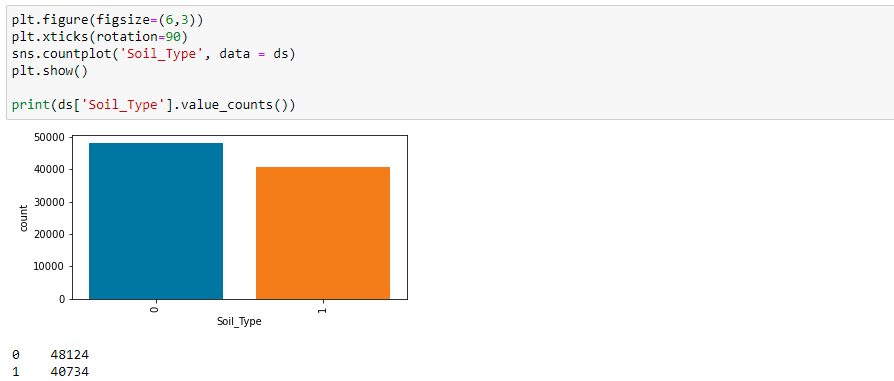 plt.figure(figsize=(6,3))
plt.xticks(rotation=90)
sns.countplot('Soil_Type', data = ds)
plt.show()
print(ds['Soil_Type'].value_counts())
50000
40000
30000
20000
10000
0
count
0
1
Soil_Type
0 48124
1 40734